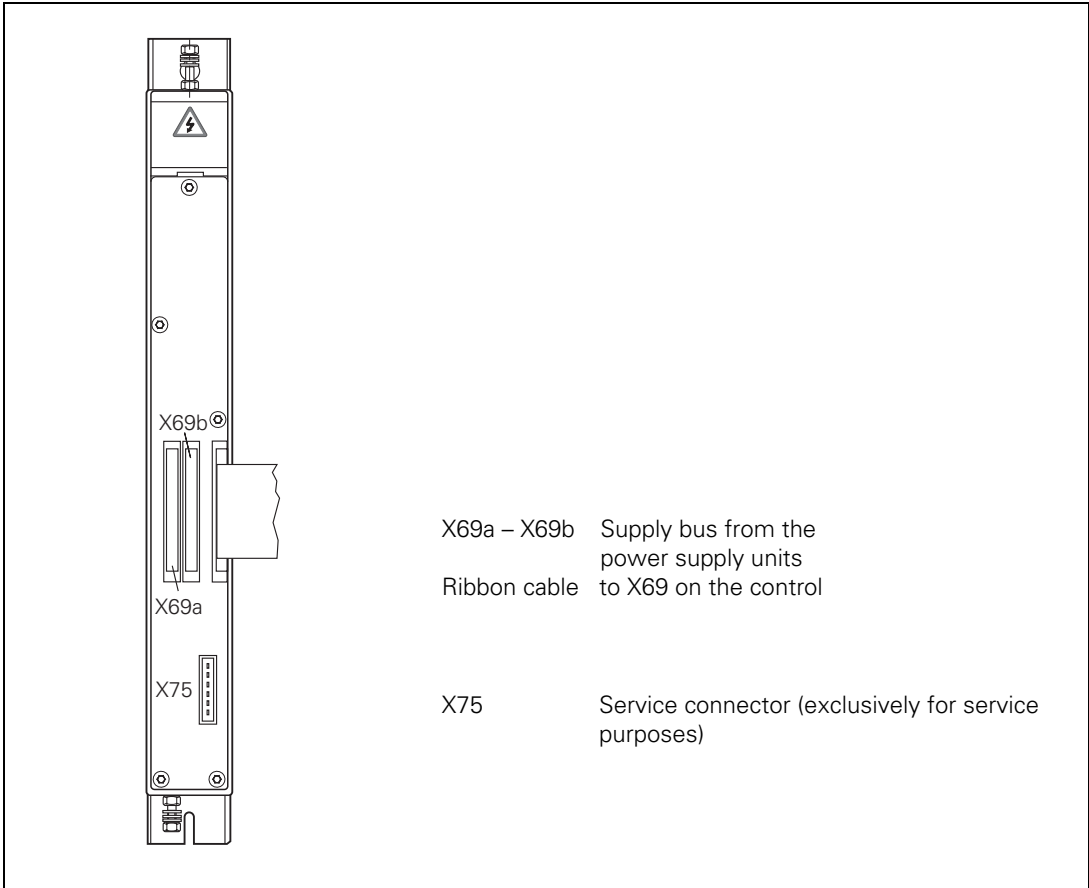 X69b
X69a
X75
X69a – X69b Supply bus from the
power supply units
Ribbon cable to X69 on the control
X75 Service connector (exclusively for service
purposes)